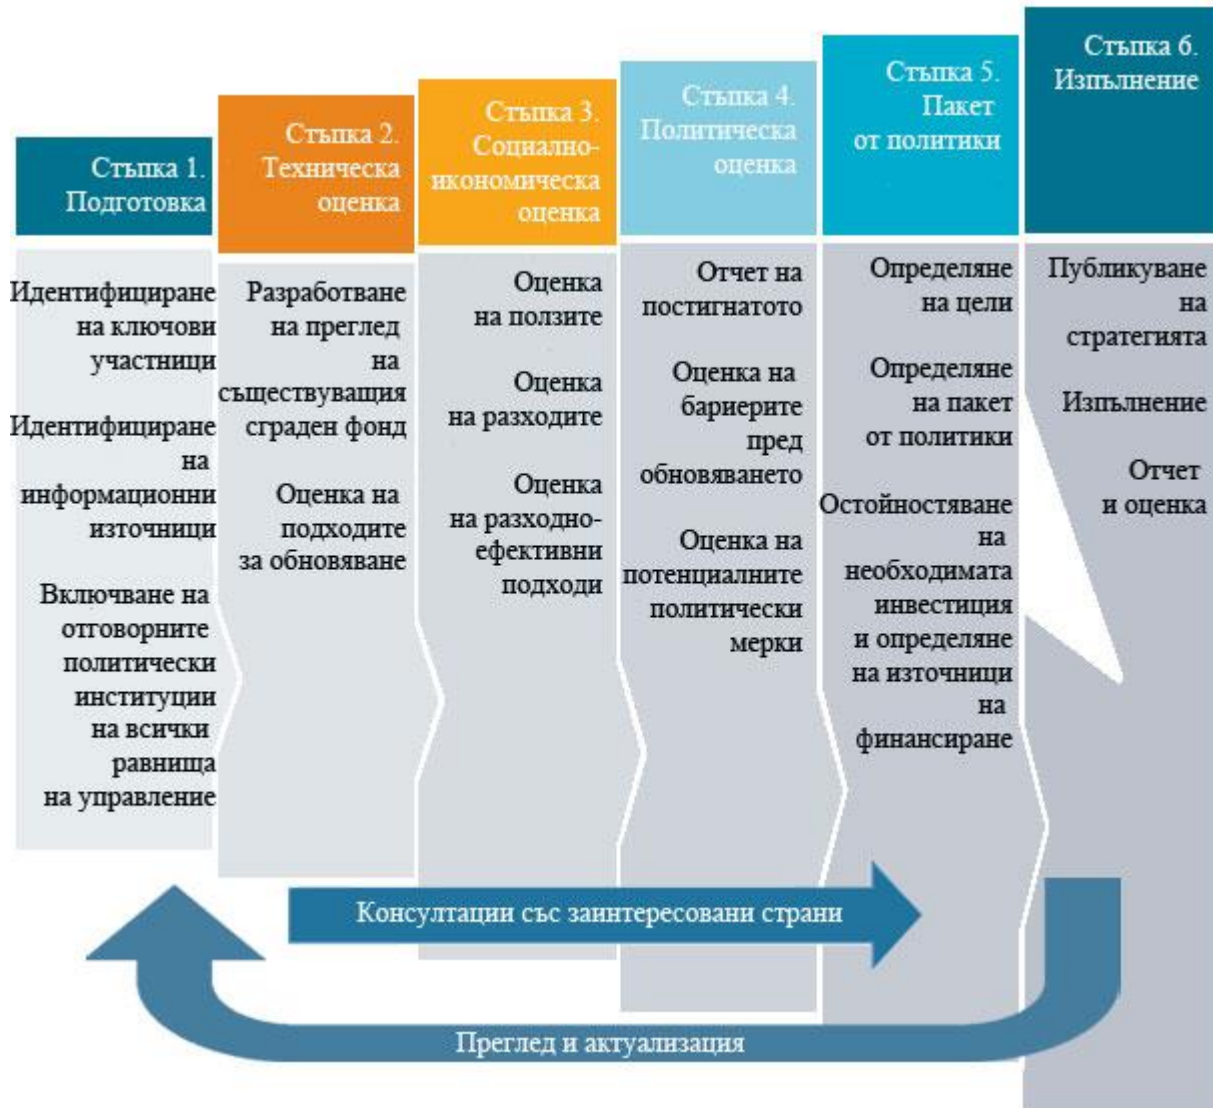 Стъпка 1.
Подготовка
Идентифициране
на ключови
участници
Идентифициране
на
информационни
източници
Включване на
отговорните
политически
институции
на всички
равнища
на управление
Стъпка 2.
Техническа
оценка
Разработване
на преглед
на
съществуващия
сграден фонд
Оценка на
подходите
за обновяване
Стъпка 3.
Социално-
икономическа
оценка
Оценка
на ползите
Оценка
на разходите
Оценка
на разходно-
ефективни
подходи
Стъпка 4.
Политическа
оценка
Отчет на
постигнатото
Оценка на
бариерите
пред
обновяването
Оценка на
потенциалните
политически
мерки
Стъпка 5.
Пакет
от политики
Определяне
на цели
Определяне
на пакет
от политики
Остойностяване
на
необходимата
инвестиция
и определяне
на източници
на
финансиране
Стъпка 6.
Изпълнение
Публикуване
на
стратегията
Изпълнение
Отчет
и оценка
Консултации със заинтересовани страни
Преглед и актуализация